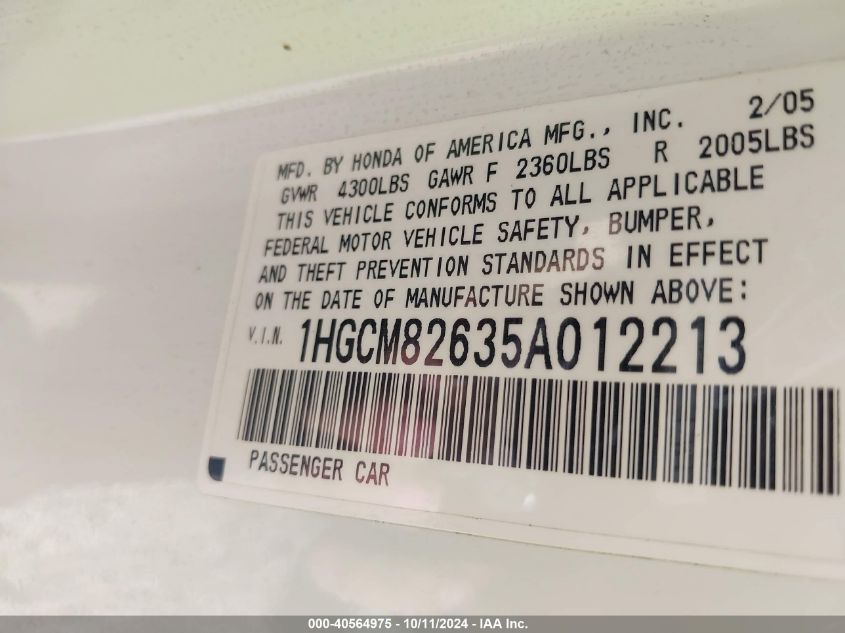 2/05
MFD. BY HONDA OF AMERICA MFG., INC.
GVWR 4300LBS GAWR F 2360LBS R 2005LBS
THIS VEHICLE CONFORMS TO ALL APPLICABLE
FEDERAL MOTOR VEHICLE SAFETY, BUMPER,
AND THEFT PREVENTION STANDARDS IN EFFECT
ON THE DATE OF MANUFACTURE SHOWN ABOVE:
V.I.N. 1HGCM82635A012213
PASSENGER CAR
000-40564975 - 10/11/2024 - IAA Inc.